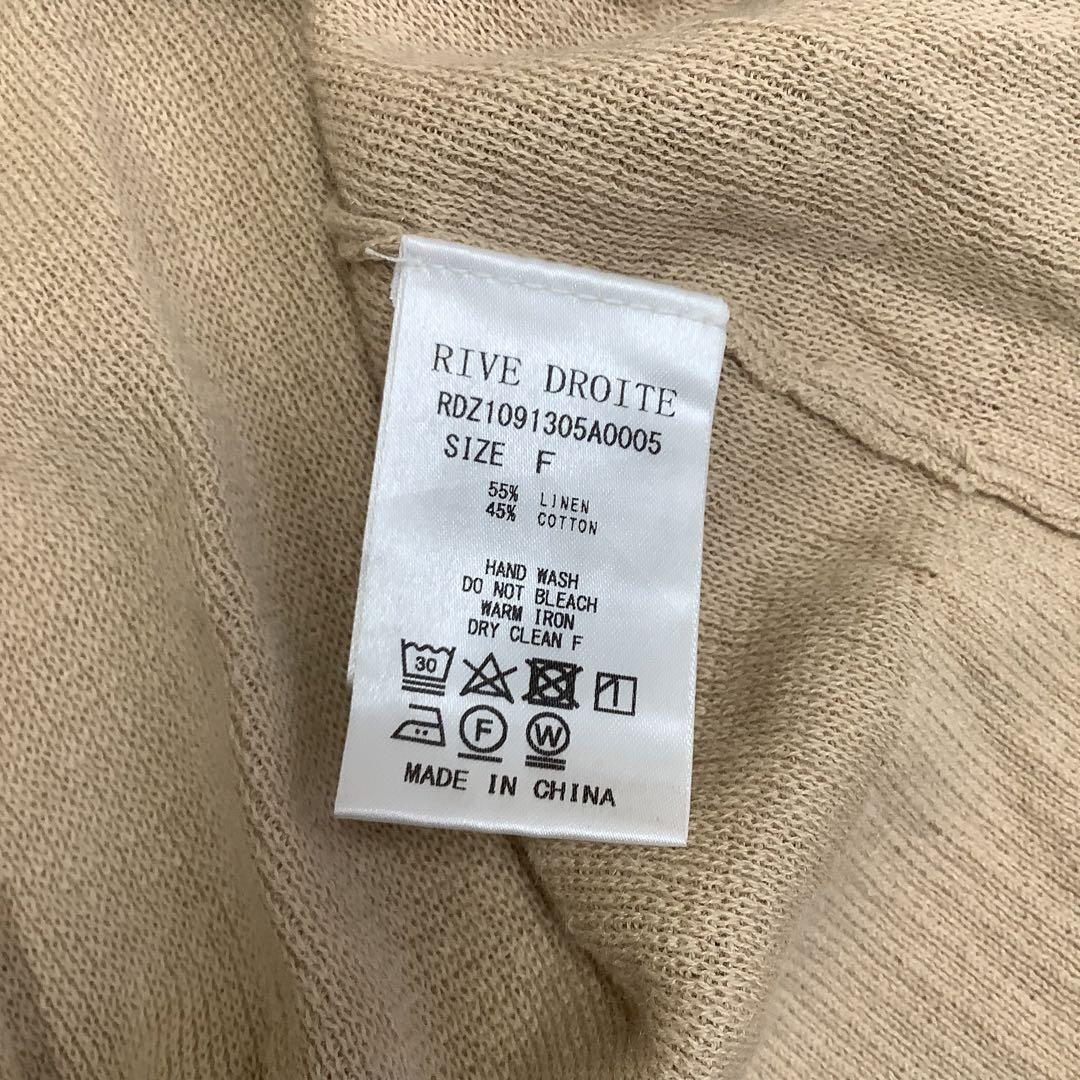 RIVE DROITE
RDZ1091305A0005
SIZE F
55% LINEN
45% COTTON
HAND WASH
DO NOT BLEACH
WARM IRON
DRY CLEAN F
30
F W
MADE IN CHINA